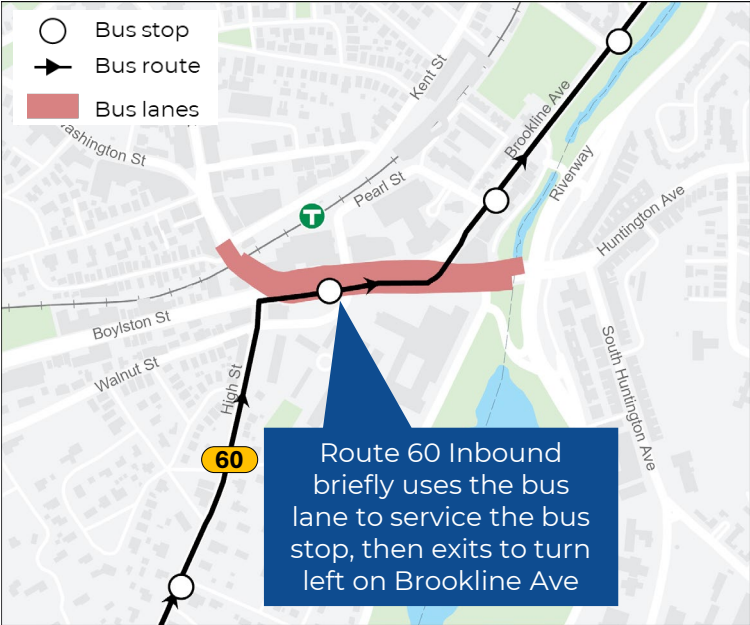 Bus stop
Bus route
Bus lanes
Kent St
Washington St
Brookline Ave
Pearl St
Riverway
T
Huntington Ave
Boylston St
Walnut St
High St
South Huntington Ave
60
Route 60 Inbound
briefly uses the bus
lane to service the bus
stop, then exits to turn
left on Brookline Ave